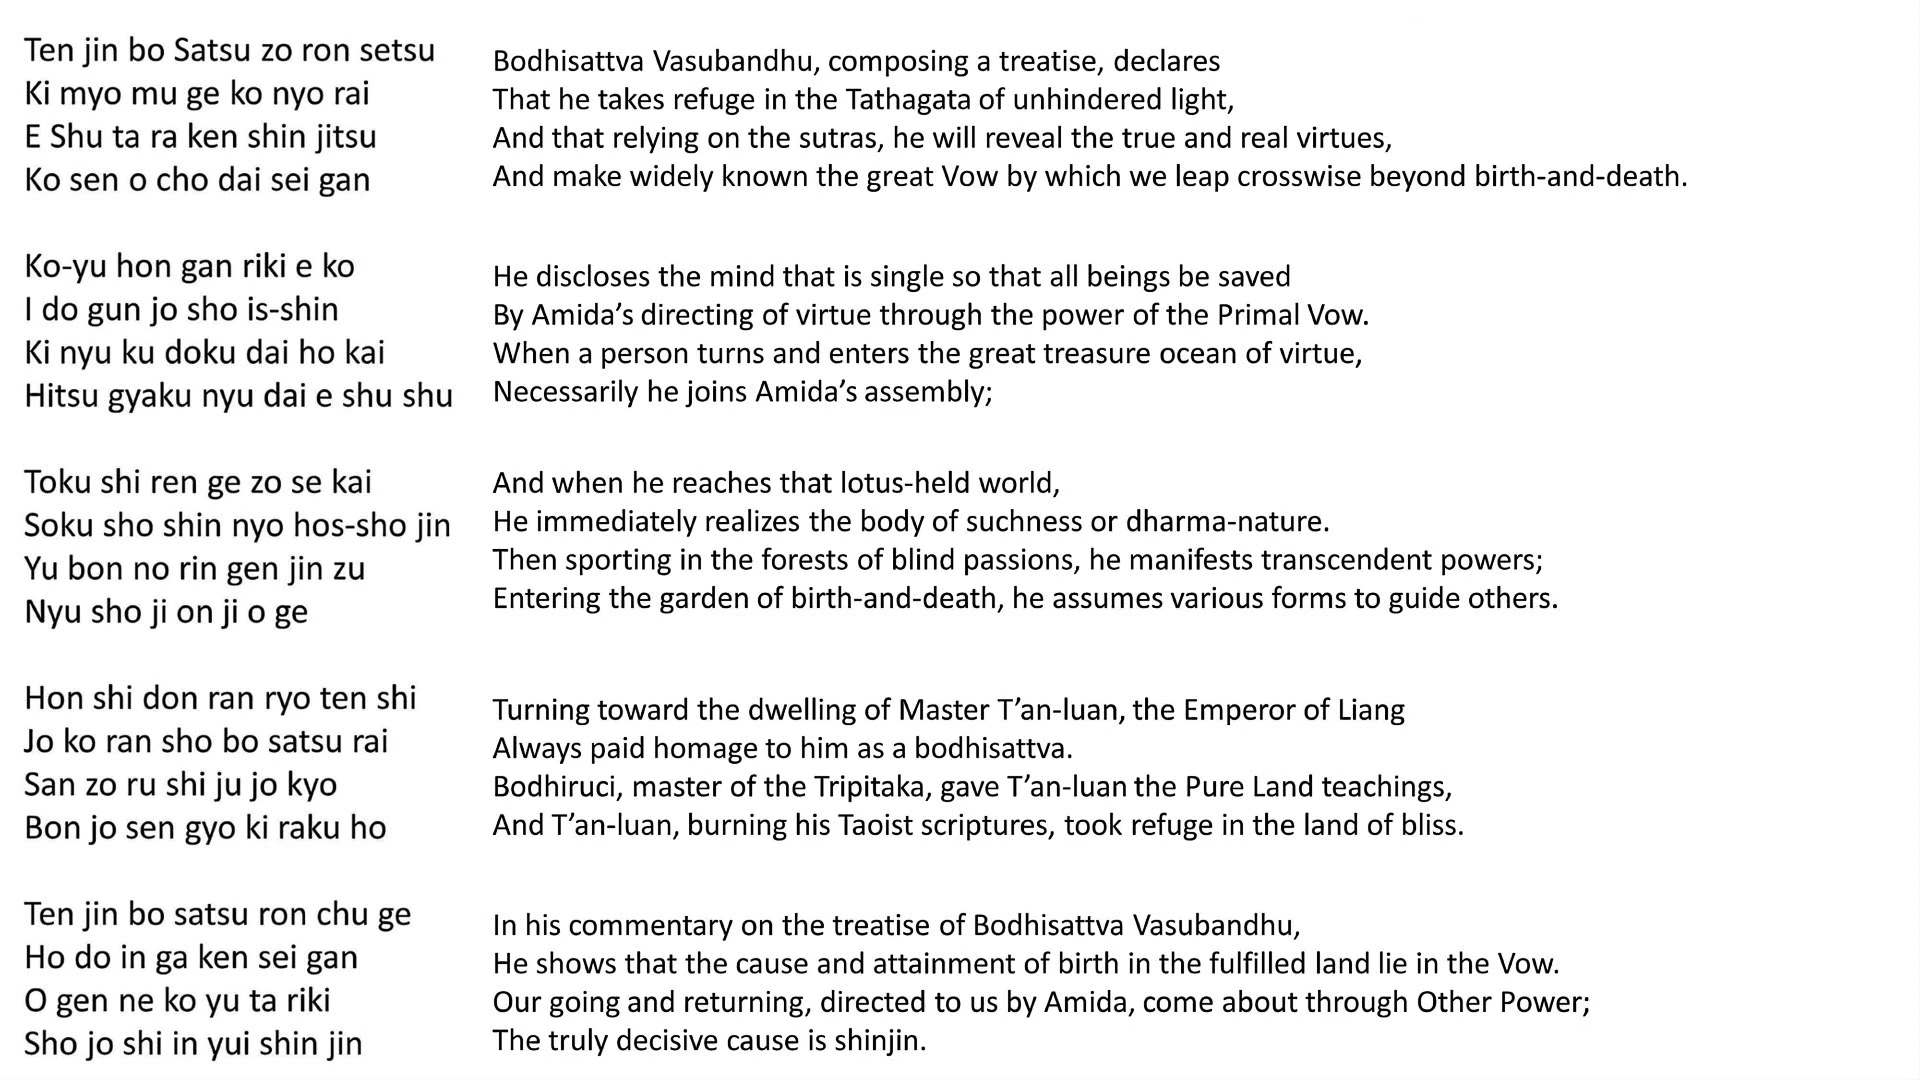 Ten jin bo Satsu zo ron setsu
Ki myo mu ge ko nyo rai
E Shu ta ra ken shin jitsu
Ko sen o cho dai sei gan
Bodhisattva Vasubandhu, composing a treatise, declares
That he takes refuge in the Tathagata of unhindered light,
And that relying on the sutras, he will reveal the true and real virtues,
And make widely known the great Vow by which we leap crosswise beyond birth-and-death.
Ko-yu hon gan riki e ko
I do gun jo sho is-shin
Ki nyu ku doku dai ho kai
Hitsu gyaku nyu dai e shu shu
He discloses the mind that is single so that all beings be saved
By Amida’s directing of virtue through the power of the Primal Vow.
When a person turns and enters the great treasure ocean of virtue,
Necessarily he joins Amida’s assembly;
Toku shi ren ge zo se kai
Soku sho shin nyo hos-sho jin
Yu bon no rin gen jin zu
Nyu sho ji on ji o ge
And when he reaches that lotus-held world,
He immediately realizes the body of suchness or dharma-nature.
Then sporting in the forests of blind passions, he manifests transcendent powers;
Entering the garden of birth-and-death, he assumes various forms to guide others.
Hon shi don ran ryo ten shi
Jo ko ran sho bo satsu rai
San zo ru shi ju jo kyo
Bon jo sen gyo ki raku ho
Turning toward the dwelling of Master T’an-luan, the Emperor of Liang
Always paid homage to him as a bodhisattva.
Bodhiruci, master of the Tripitaka, gave T’an-luan the Pure Land teachings,
And T’an-luan, burning his Taoist scriptures, took refuge in the land of bliss.
Ten jin bo satsu ron chu ge
Ho do in ga ken sei gan
O gen ne ko yu ta riki
Sho jo shi in yui shin jin
In his commentary on the treatise of Bodhisattva Vasubandhu,
He shows that the cause and attainment of birth in the fulfilled land lie in the Vow.
Our going and returning, directed to us by Amida, come about through Other Power;
The truly decisive cause is shinjin.